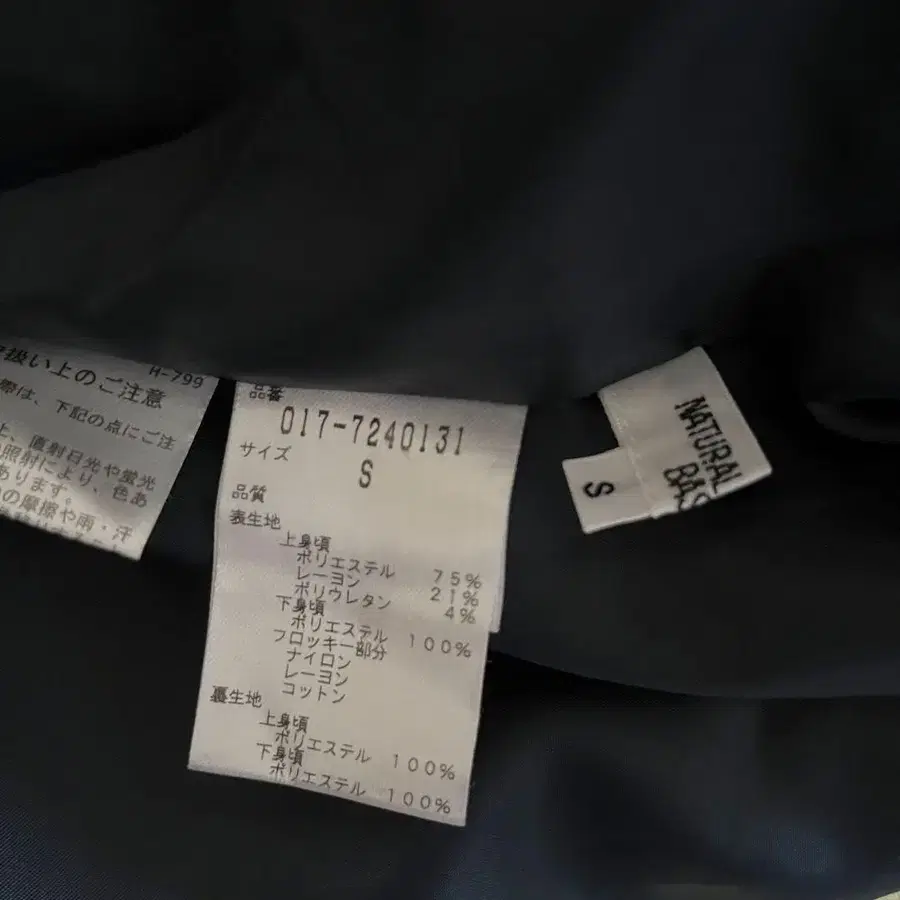 扱い上のご注意
H-799
際は、下記の点にご注
上、直射日光や蛍光
照射により、色あ
あります。
の摩擦や雨・汗
品番
017-7240131
サイズ
S
品質
表生地
上身頃
ポリエステル 75%
レーヨン 21%
ポリウレタン 4%
下身頃
ポリエステル 100%
フロッキー部分
ナイロン
レーヨン
コットン
裏生地
上身頃
ポリエステル 100%
下身頃
ポリエステル 100%
NATURAL
BAS
S